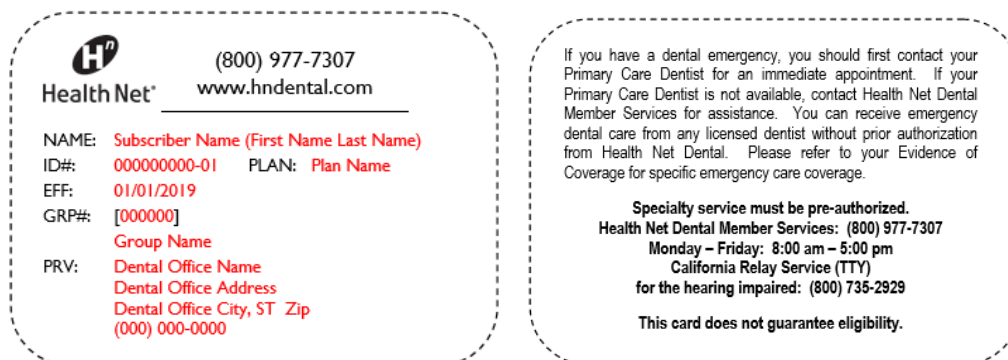 Hn
Health Net®
(800) 977-7307
www.hndental.com
NAME: Subscriber Name (First Name Last Name)
ID#: 000000000-01 PLAN: Plan Name
EFF: 01/01/2019
GRP#: [000000]
Group Name
PRV: Dental Office Name
Dental Office Address
Dental Office City, ST Zip
(000) 000-0000
If you have a dental emergency, you should first contact your
Primary Care Dentist for an immediate appointment. If your
Primary Care Dentist is not available, contact Health Net Dental
Member Services for assistance. You can receive emergency
dental care from any licensed dentist without prior authorization
from Health Net Dental. Please refer to your Evidence of
Coverage for specific emergency care coverage.
Specialty service must be pre-authorized.
Health Net Dental Member Services: (800) 977-7307
Monday – Friday: 8:00 am – 5:00 pm
California Relay Service (TTY)
for the hearing impaired: (800) 735-2929
This card does not guarantee eligibility.